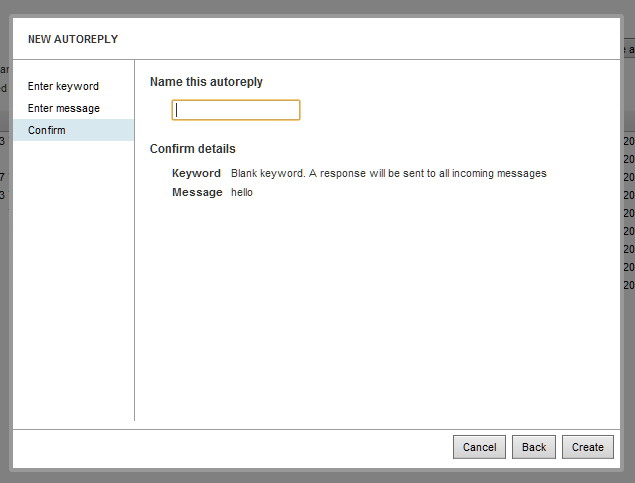 NEW AUTOREPLY
Enter keyword
Enter message
Confirm
Name this autoreply
Confirm details
Keyword Blank keyword. A response will be sent to all incoming messages
Message hello
Cancel Back Create